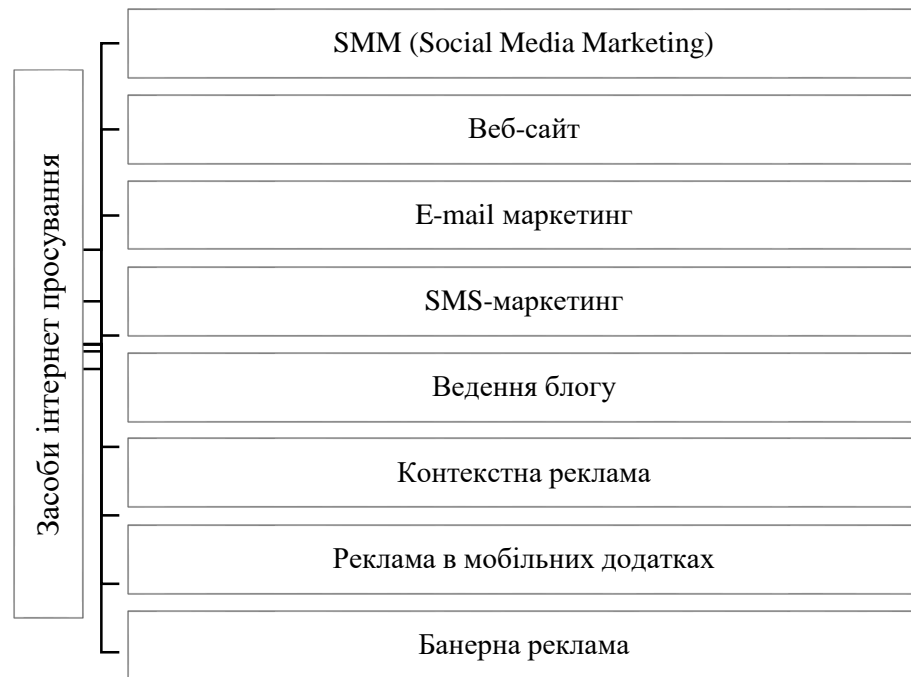 Засоби інтернет просування
SMM (Social Media Marketing)
Веб-сайт
E-mail маркетинг
SMS-маркетинг
Ведення блогу
Контекстна реклама
Реклама в мобільних додатках
Банерна реклама